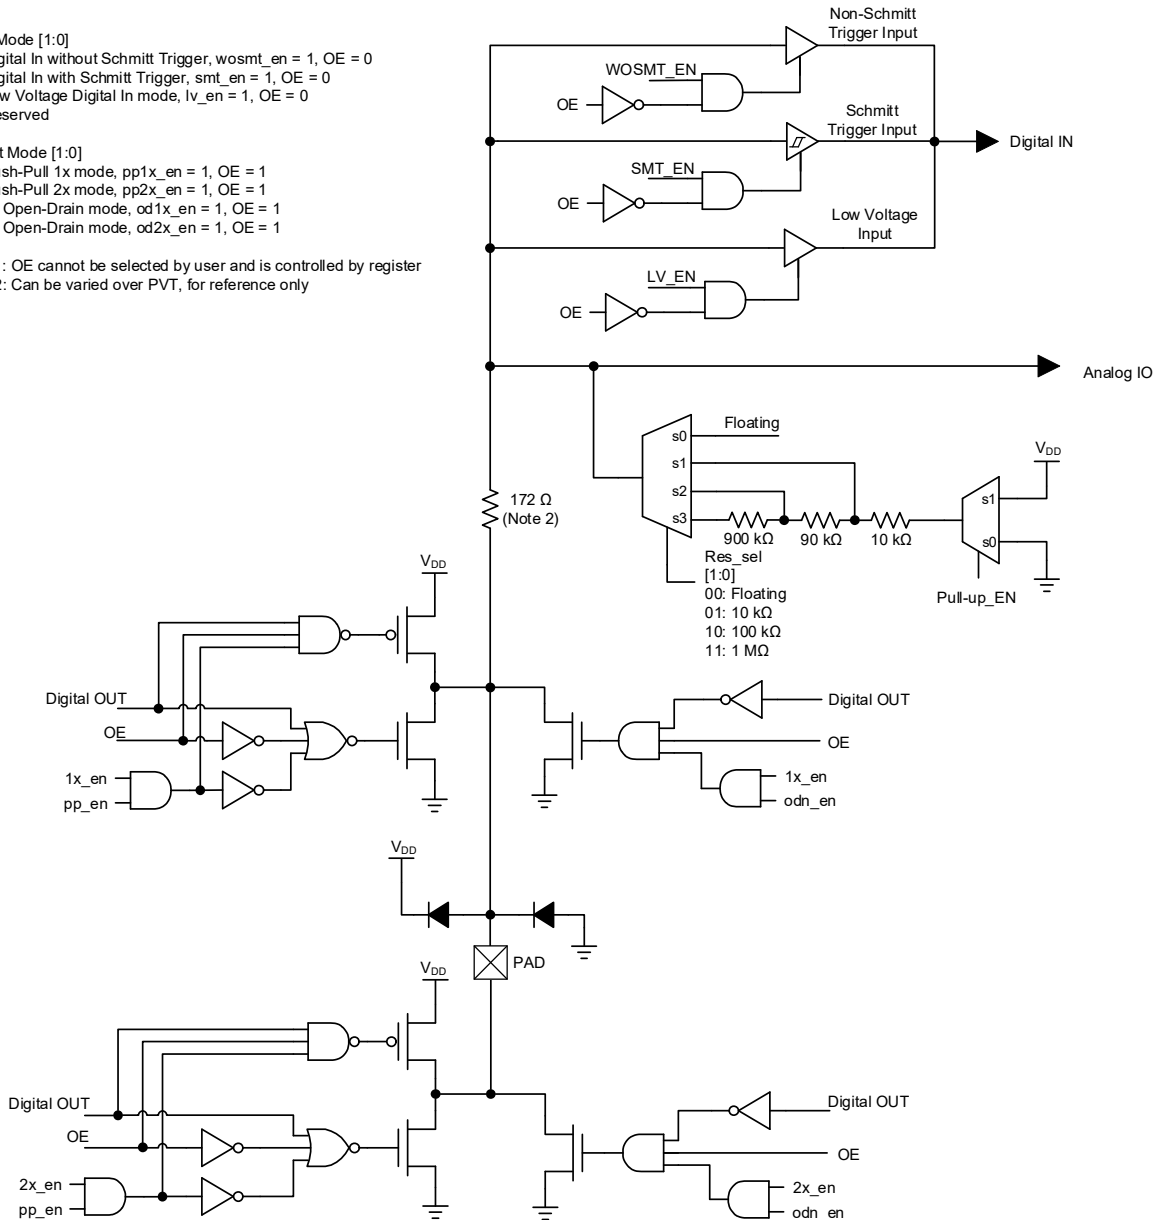 Mode [1:0]
gital In without Schmitt Trigger, wosmt_en = 1, OE = 0
gital In with Schmitt Trigger, smt_en = 1, OE = 0
w Voltage Digital In mode, lv_en = 1, OE = 0
eserved
t Mode [1:0]
sh-Pull 1x mode, pp1x_en = 1, OE = 1
sh-Pull 2x mode, pp2x_en = 1, OE = 1
Open-Drain mode, od1x_en = 1, OE = 1
Open-Drain mode, od2x_en = 1, OE = 1
: OE cannot be selected by user and is controlled by register
2: Can be varied over PVT, for reference only
Non-Schmitt
Trigger Input
WOSMT_EN
OE
Schmitt
Trigger Input
Digital IN
SMT_EN
OE
Low Voltage
Input
LV_EN
OE
Analog IO
Floating
s0
s1
s2
s3
900 kΩ
90 kΩ
10 kΩ
VDD
s1
s0
Pull-up_EN
Res_sel
[1:0]
00: Floating
01: 10 kΩ
10: 100 kΩ
11: 1 MΩ
172 Ω
(Note 2)
VDD
Digital OUT
OE
1x_en
pp_en
Digital OUT
OE
1x_en
odn_en
VDD
PAD
VDD
Digital OUT
OE
2x_en
pp_en
Digital OUT
OE
2x_en
odn_en